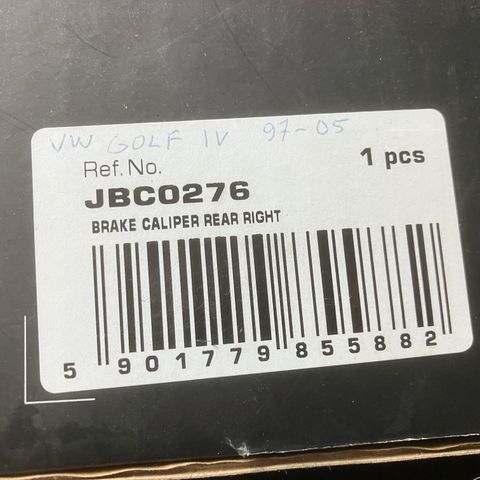 VW GOLF IV 97-05
Ref. No.
1 pcs
JBC0276
BRAKE CALIPER REAR RIGHT
5 901779 855882